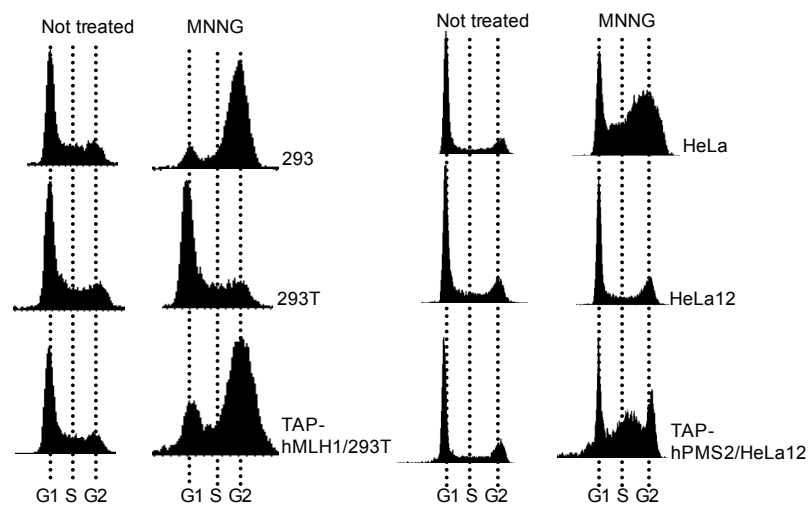 Not treated
MNNG
Not treated
MNNG
293
HeLa
293T
HeLa12
TAP-
hMLH1/293T
TAP-
hPMS2/HeLa12
G1 S G2
G1 S G2
G1 S G2
G1 S G2